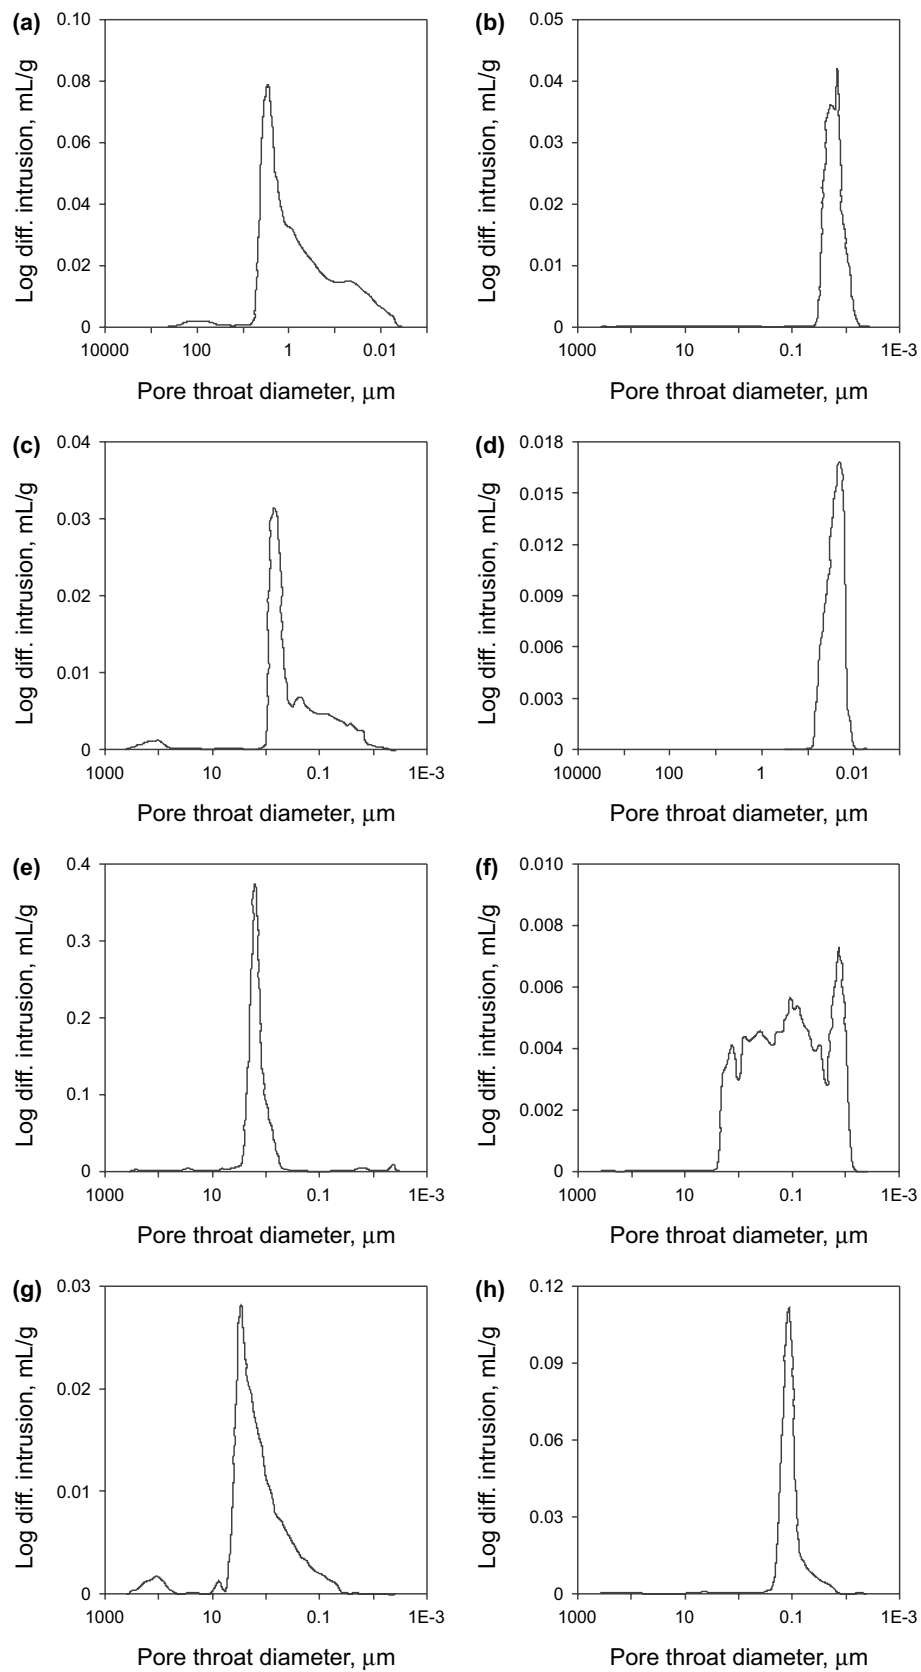 (a)
Log diff. intrusion, mL/g
0.10
0.08
0.06
0.04
0.02
0
10000 100 1 0.01
Pore throat diameter, μm
(b)
Log diff. intrusion, mL/g
0.05
0.04
0.03
0.02
0.01
0
1000 10 0.1 1E-3
Pore throat diameter, μm
(c)
Log diff. intrusion, mL/g
0.04
0.03
0.02
0.01
0
1000 10 0.1 1E-3
Pore throat diameter, μm
(d)
Log diff. intrusion, mL/g
0.018
0.015
0.012
0.009
0.006
0.003
0
10000 100 1 0.01
Pore throat diameter, μm
(e)
Log diff. intrusion, mL/g
0.4
0.3
0.2
0.1
0
1000 10 0.1 1E-3
Pore throat diameter, μm
(f)
Log diff. intrusion, mL/g
0.010
0.008
0.006
0.004
0.002
0
1000 10 0.1 1E-3
Pore throat diameter, μm
(g)
Log diff. intrusion, mL/g
0.03
0.02
0.01
0
1000 10 0.1 1E-3
Pore throat diameter, μm
(h)
Log diff. intrusion, mL/g
0.12
0.09
0.06
0.03
0
1000 10 0.1 1E-3
Pore throat diameter, μm